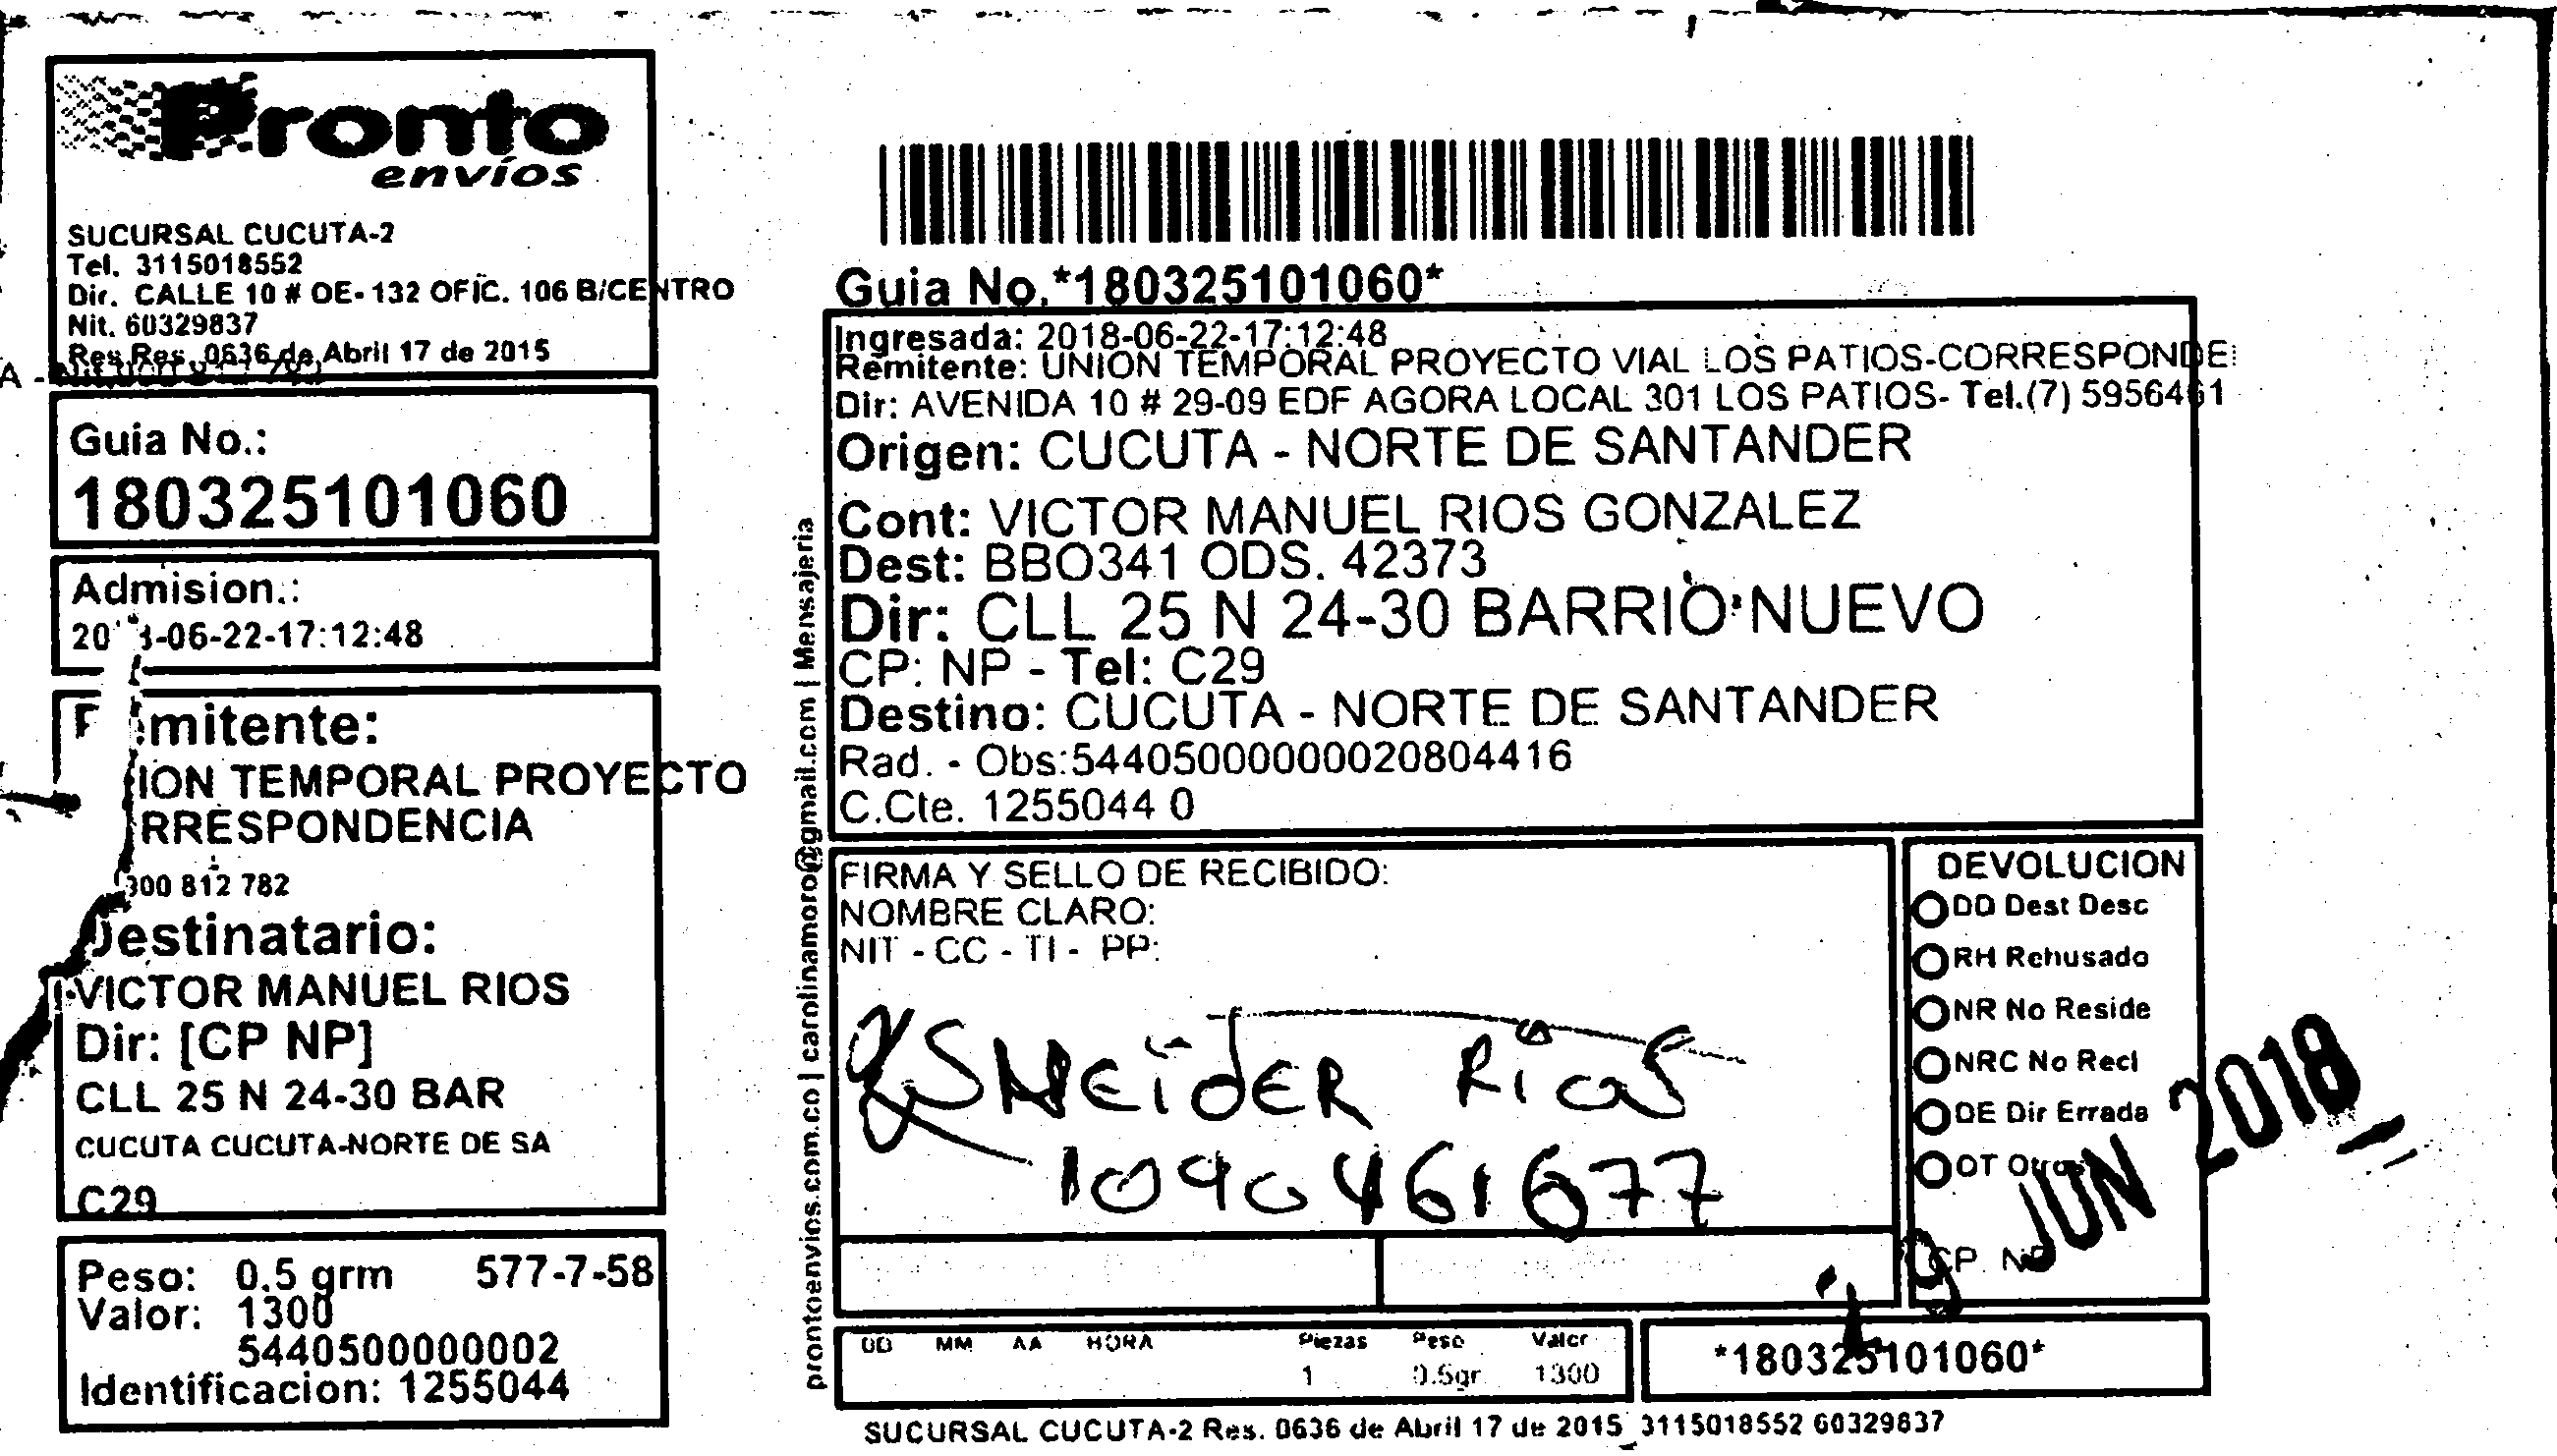 Pronto
envíos
SUCURSAL CUCUTA-2
Tel. 3115018552
Dir. CALLE 10 # OE- 132 OFIC. 106 B/CENTRO
Nit. 60329837
Res Res. 0636 de Abril 17 de 2015
Guia No.:
180325101060
Admision.:
-06-22-17:12:48
mitente:
ION TEMPORAL PROYECTO
RRESPONDENCIA
812 782
Destinatario:
VICTOR MANUEL RIOS
Dir: [CP NP]
CLL 25 N 24-30 BAR
CUCUTA CUCUTA-NORTE DE SA
C29
Peso: 0.5 grm 577-7-58
Valor: 1300
5440500000002
Identificacion: 1255044
prontoenvios.com.co | carolinamoro@gmail.com | Mensajeria
Guia No.*180325101060*
Ingresada: 2018-06-22-17:12:48
Remitente: UNION TEMPORAL PROYECTO VIAL LOS PATIOS-CORRESPONDE
Dir: AVENIDA 10 # 29-09 EDF AGORA LOCAL 301 LOS PATIOS- Tel.(7) 5956461
Origen: CUCUTA - NORTE DE SANTANDER
Cont: VICTOR MANUEL RIOS GONZALEZ
Dest: BBO341 ODS. 42373
Dir: CLL 25 N 24-30 BARRIO NUEVO
CP: NP - Tel: C29
Destino: CUCUTA - NORTE DE SANTANDER
Rad. - Obs:54405000000020804416
C.Cte. 1255044 0
FIRMA Y SELLO DE RECIBIDO:
NOMBRE CLARO:
NIT - CC - TI - PP:
RÍOS
1090461677
DEVOLUCION
DD Dest Desc
RH Rehusado
NR No Reside
NRC No Recl
DE Dir Errada
OT Otros
CP. NP
JUN 2018
DD MM AA HORA Piezas Peso Valor
1 0.5gr 1300
*180325101060*
SUCURSAL CUCUTA-2 Res. 0636 de Abril 17 de 2015 3115018552 60329837